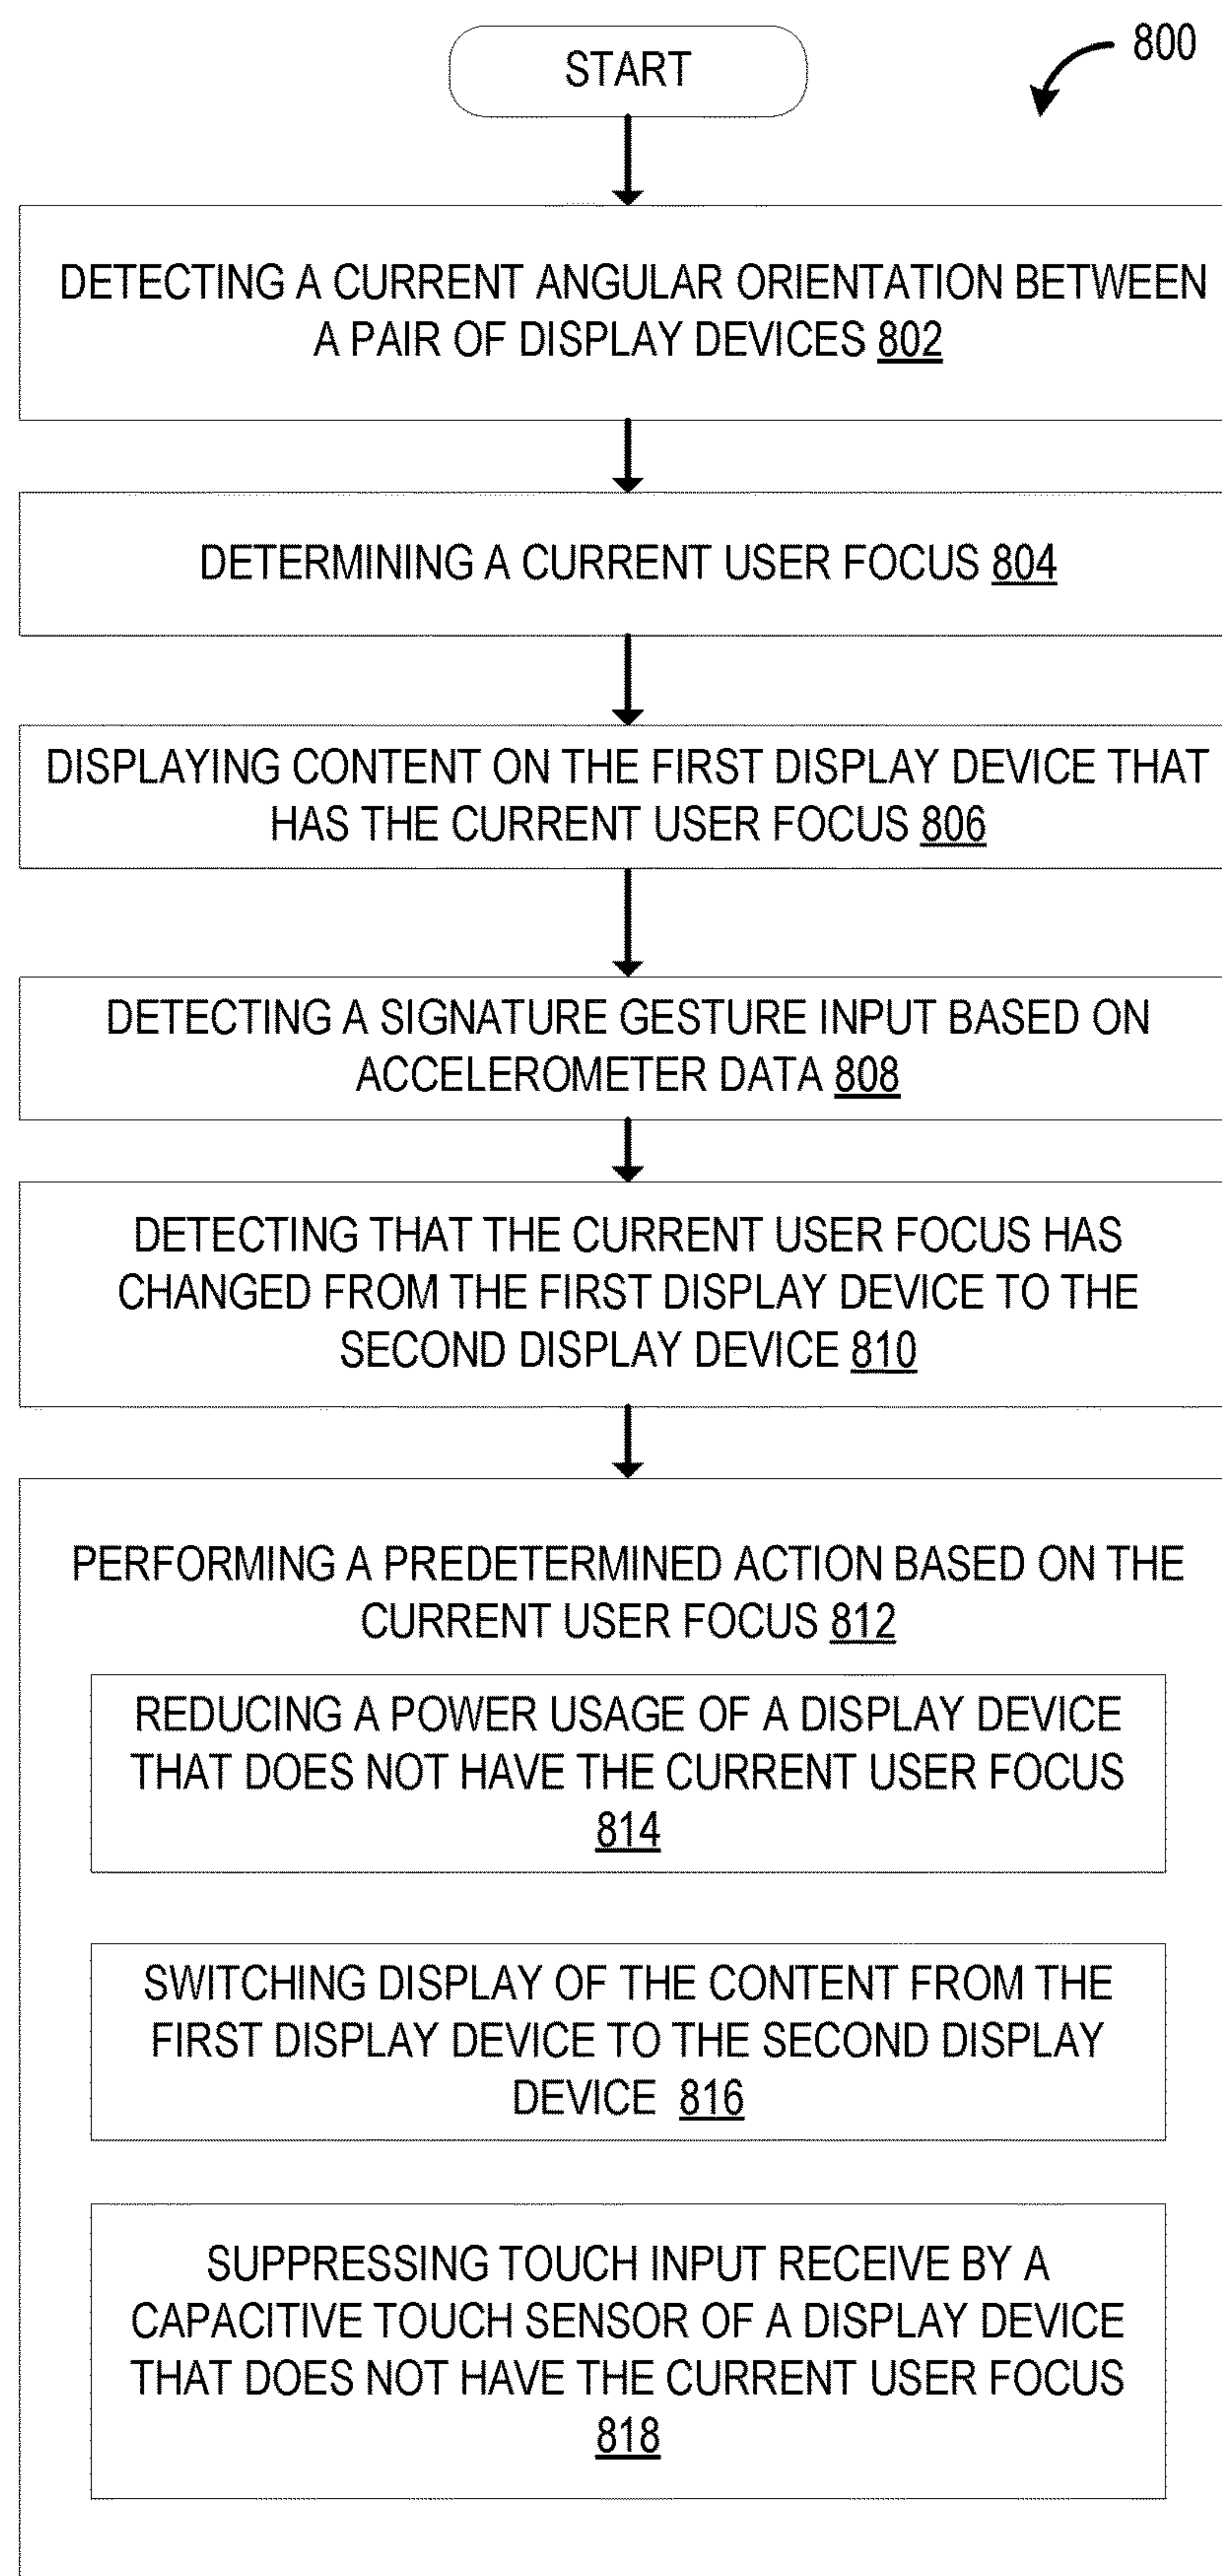 800
START
DETECTING A CURRENT ANGULAR ORIENTATION BETWEEN
A PAIR OF DISPLAY DEVICES 802
DETERMINING A CURRENT USER FOCUS 804
DISPLAYING CONTENT ON THE FIRST DISPLAY DEVICE THAT
HAS THE CURRENT USER FOCUS 806
DETECTING A SIGNATURE GESTURE INPUT BASED ON
ACCELEROMETER DATA 808
DETECTING THAT THE CURRENT USER FOCUS HAS
CHANGED FROM THE FIRST DISPLAY DEVICE TO THE
SECOND DISPLAY DEVICE 810
PERFORMING A PREDETERMINED ACTION BASED ON THE
CURRENT USER FOCUS 812
REDUCING A POWER USAGE OF A DISPLAY DEVICE
THAT DOES NOT HAVE THE CURRENT USER FOCUS
814
SWITCHING DISPLAY OF THE CONTENT FROM THE
FIRST DISPLAY DEVICE TO THE SECOND DISPLAY
DEVICE 816
SUPPRESSING TOUCH INPUT RECEIVE BY A
CAPACITIVE TOUCH SENSOR OF A DISPLAY DEVICE
THAT DOES NOT HAVE THE CURRENT USER FOCUS
818